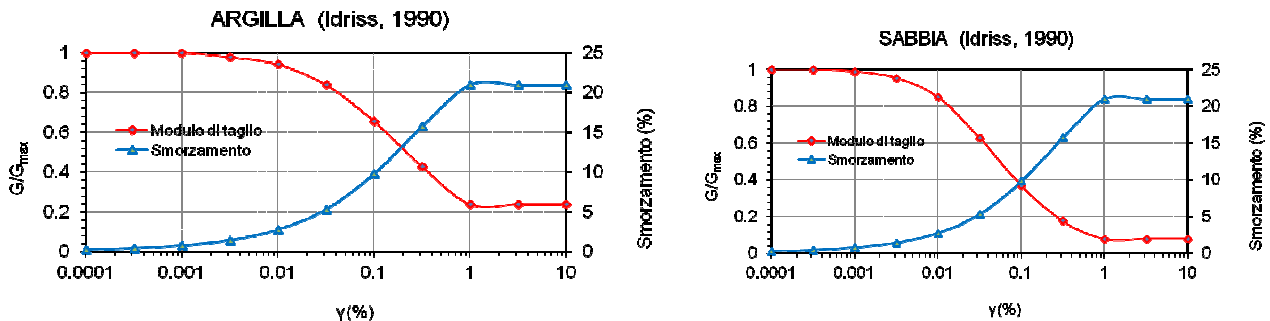 ARGILLA (Idriss, 1990)
1
0.8
0.6
0.4
0.2
0
G/Gmax
25
20
15
10
5
0
Smorzamento (%)
Modulo di taglio
Smorzamento
0.0001 0.001 0.01 0.1 1 10
γ(%)
SABBIA (Idriss, 1990)
1
0.8
0.6
0.4
0.2
0
G/Gmax
25
20
15
10
5
0
Smorzamento (%)
Modulo di taglio
Smorzamento
0.0001 0.001 0.01 0.1 1 10
γ(%)